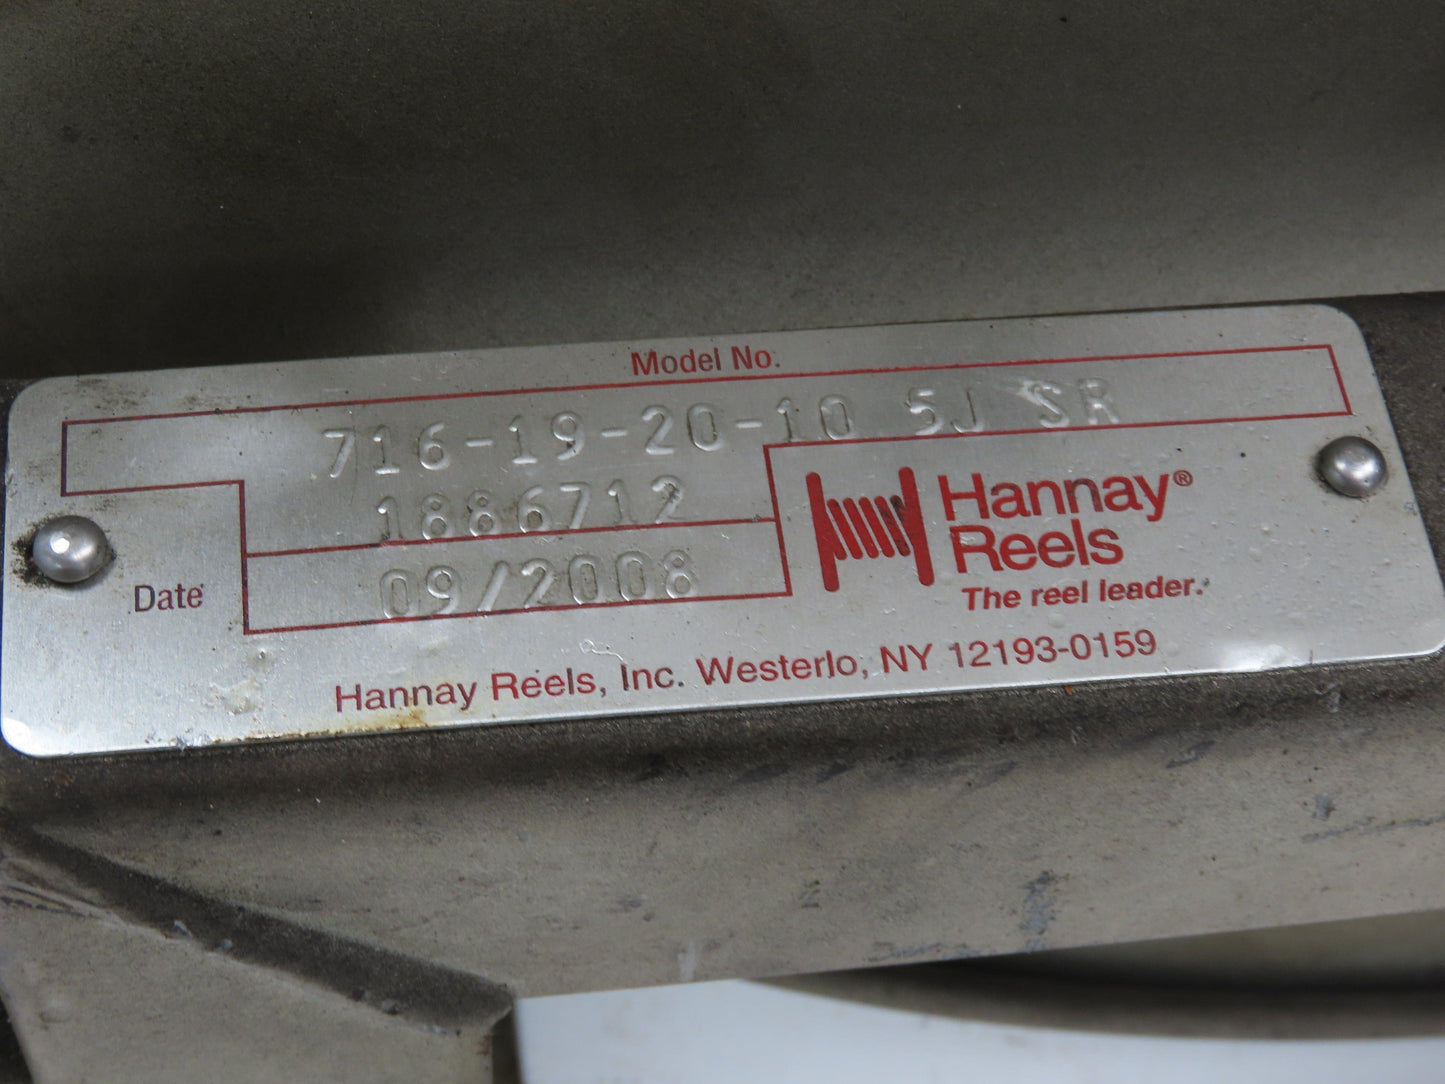 Model No.
716-19-20-10 5J SR
1886712
Date 09/2008
Hannay®
Reels
The reel leader.®
Hannay Reels, Inc. Westerlo, NY 12193-0159